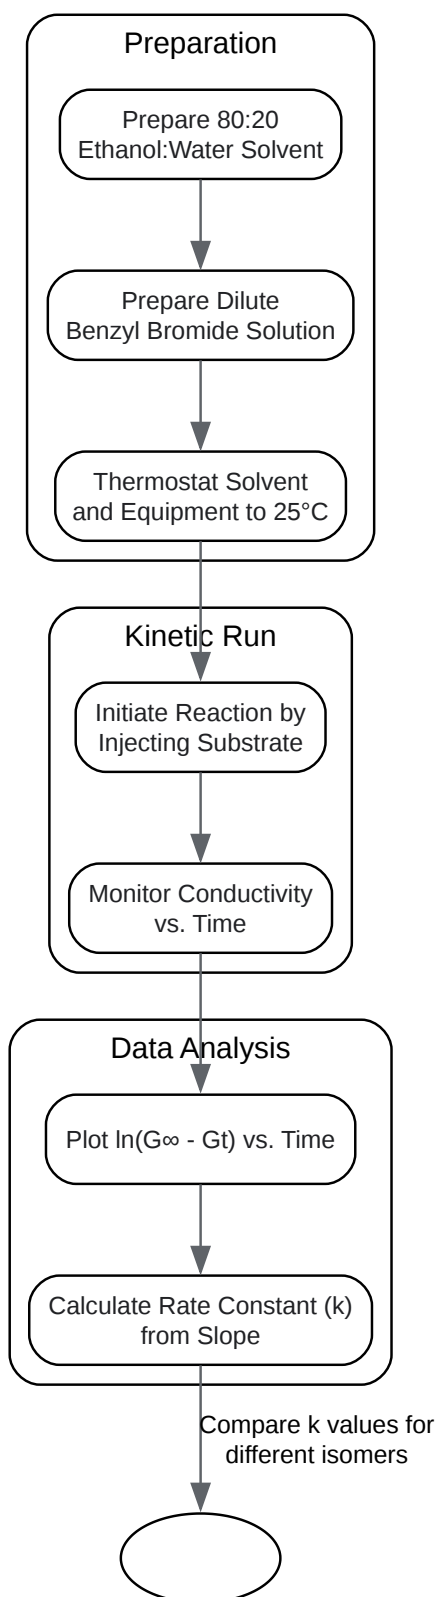 Preparation
Prepare 80:20
Ethanol:Water Solvent
Prepare Dilute
Benzyl Bromide Solution
Thermostat Solvent
and Equipment to 25°C
Kinetic Run
Initiate Reaction by
Injecting Substrate
Monitor Conductivity
vs. Time
Data Analysis
Plot ln(G∞ - Gt) vs. Time
Calculate Rate Constant (k)
from Slope
Compare k values for
different isomers